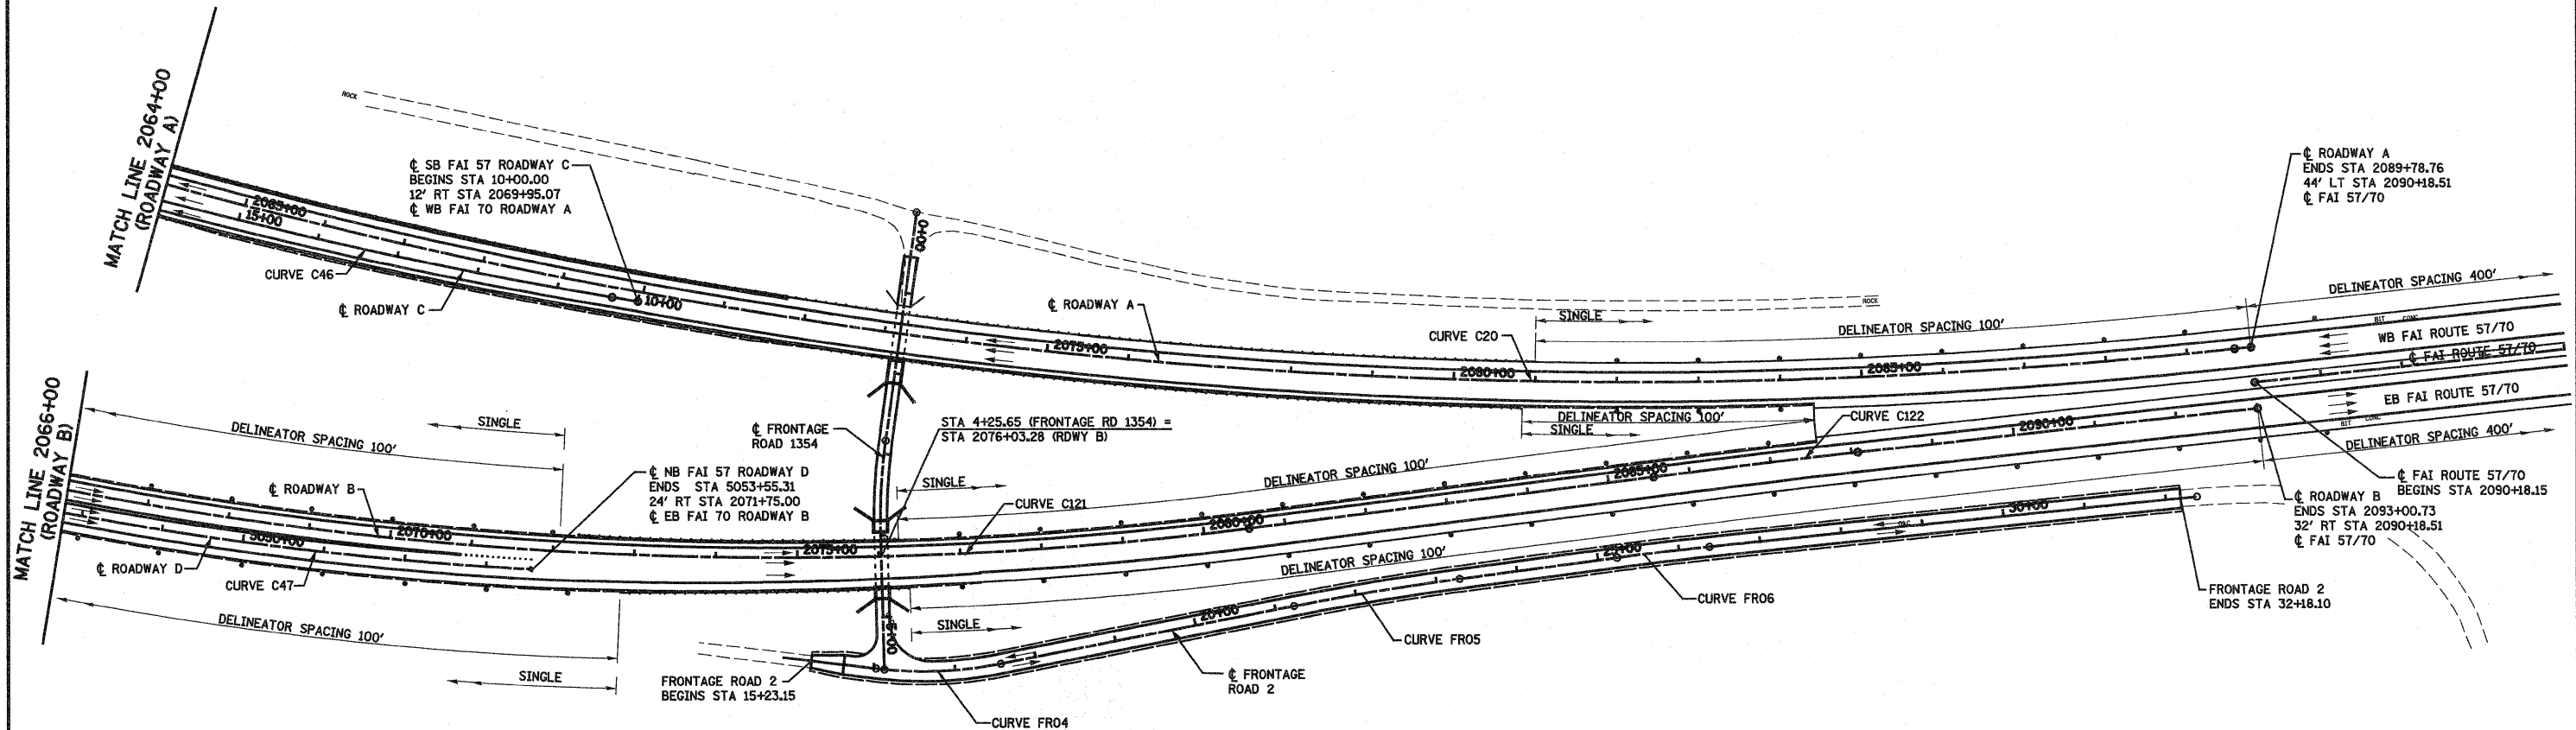 MATCH LINE 2064+00
(ROADWAY A)
ROCK
℄ SB FAI 57 ROADWAY C
BEGINS STA 10+00.00
12' RT STA 2069+95.07
℄ WB FAI 70 ROADWAY A
2065+00
15+00
CURVE C46
℄ ROADWAY C
10+00
0+00
℄ ROADWAY A
2075+00
CURVE C20
2080+00
SINGLE
DELINEATOR SPACING 100'
2085+00
ROCK
℄ ROADWAY A
ENDS STA 2089+78.76
44' LT STA 2090+18.51
℄ FAI 57/70
DELINEATOR SPACING 400'
BIT CONC
WB FAI ROUTE 57/70
℄ FAI ROUTE 57/70
EB FAI ROUTE 57/70
BIT CONC
DELINEATOR SPACING 400'
℄ FAI ROUTE 57/70
BEGINS STA 2090+18.15
℄ ROADWAY B
ENDS STA 2093+00.73
32' RT STA 2090+18.51
℄ FAI 57/70
MATCH LINE 2066+00
(ROADWAY B)
DELINEATOR SPACING 100'
SINGLE
℄ ROADWAY B
2070+00
℄ NB FAI 57 ROADWAY D
ENDS STA 5053+55.31
24' RT STA 2071+75.00
℄ EB FAI 70 ROADWAY B
℄ FRONTAGE
ROAD 1354
STA 4+25.65 (FRONTAGE RD 1354) =
STA 2076+03.28 (RDWY B)
SINGLE
DELINEATOR SPACING 100'
DELINEATOR SPACING 100'
SINGLE
CURVE C122
2090+00
2085+00
2080+00
CURVE C121
2075+00
5050+00
℄ ROADWAY D
CURVE C47
DELINEATOR SPACING 100'
SINGLE
5+00
DELINEATOR SPACING 100'
SINGLE
30+00
25+00
20+00
CURVE FR06
CURVE FR05
℄ FRONTAGE
ROAD 2
FRONTAGE ROAD 2
BEGINS STA 15+23.15
CURVE FR04
FRONTAGE ROAD 2
ENDS STA 32+18.10